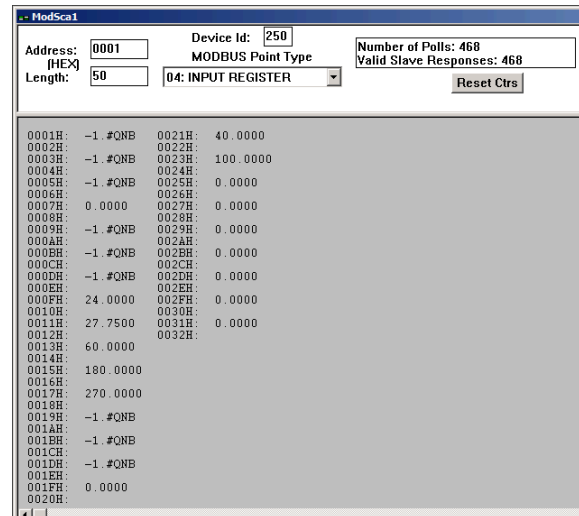 ModSca1
Address: 0001
(HEX)
Length: 50
Device Id: 250
MODBUS Point Type
04: INPUT REGISTER
Number of Polls: 468
Valid Slave Responses: 468
Reset Ctrs
0001H: -1.#QNB 0021H: 40.0000
0002H: 0022H:
0003H: -1.#QNB 0023H: 100.0000
0004H: 0024H:
0005H: -1.#QNB 0025H: 0.0000
0006H: 0026H:
0007H: 0.0000 0027H: 0.0000
0008H: 0028H:
0009H: -1.#QNB 0029H: 0.0000
000AH: 002AH:
000BH: -1.#QNB 002BH: 0.0000
000CH: 002CH:
000DH: -1.#QNB 002DH: 0.0000
000EH: 002EH:
000FH: 24.0000 002FH: 0.0000
0010H: 0030H:
0011H: 27.7500 0031H: 0.0000
0012H: 0032H:
0013H: 60.0000
0014H:
0015H: 180.0000
0016H:
0017H: 270.0000
0018H:
0019H: -1.#QNB
001AH:
001BH: -1.#QNB
001CH:
001DH: -1.#QNB
001EH:
001FH: 0.0000
0020H: